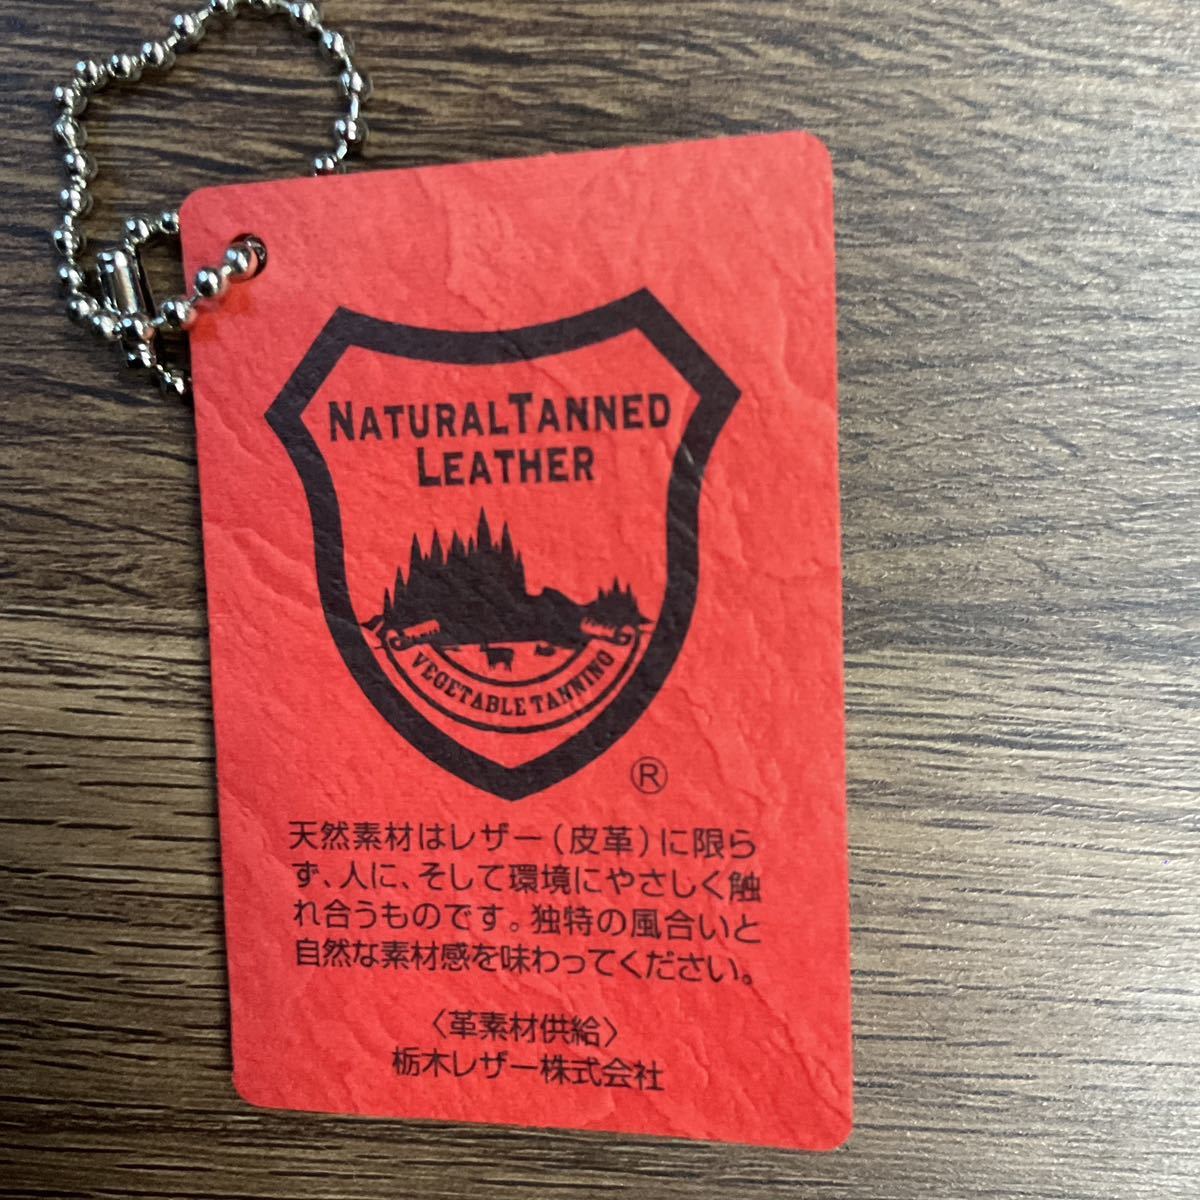 NATURALTANNED
LEATHER
VEGETABLE TANNING
®
天然素材はレザー(皮革)に限ら
ず、人に、そして環境にやさしく触
れ合うものです。独特の風合いと
自然な素材感を味わってください。
〈革素材供給〉
栃木レザー株式会社